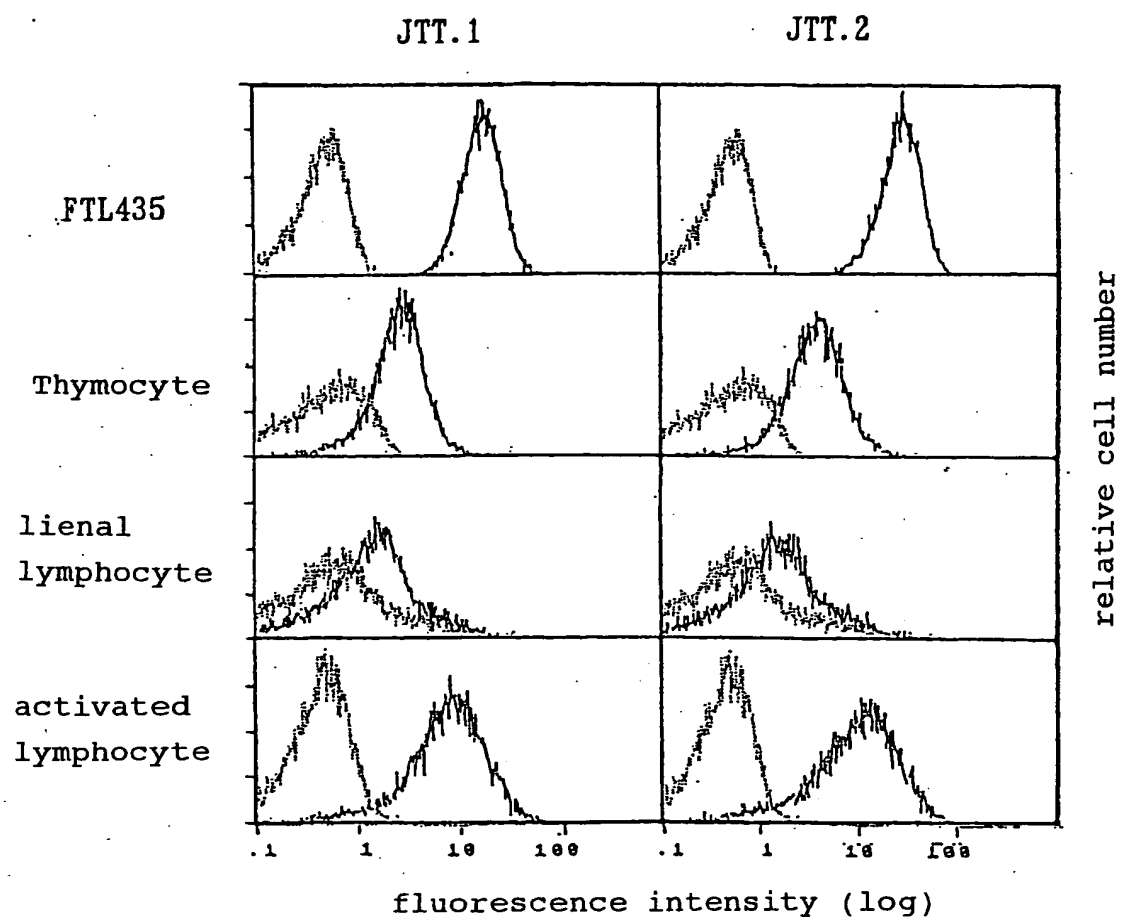 JTT.1
JTT.2
FTL435
Thymocyte
lienal
lymphocyte
activated
lymphocyte
relative cell number
.1 1 10 100
.1 1 10 100
fluorescence intensity (log)